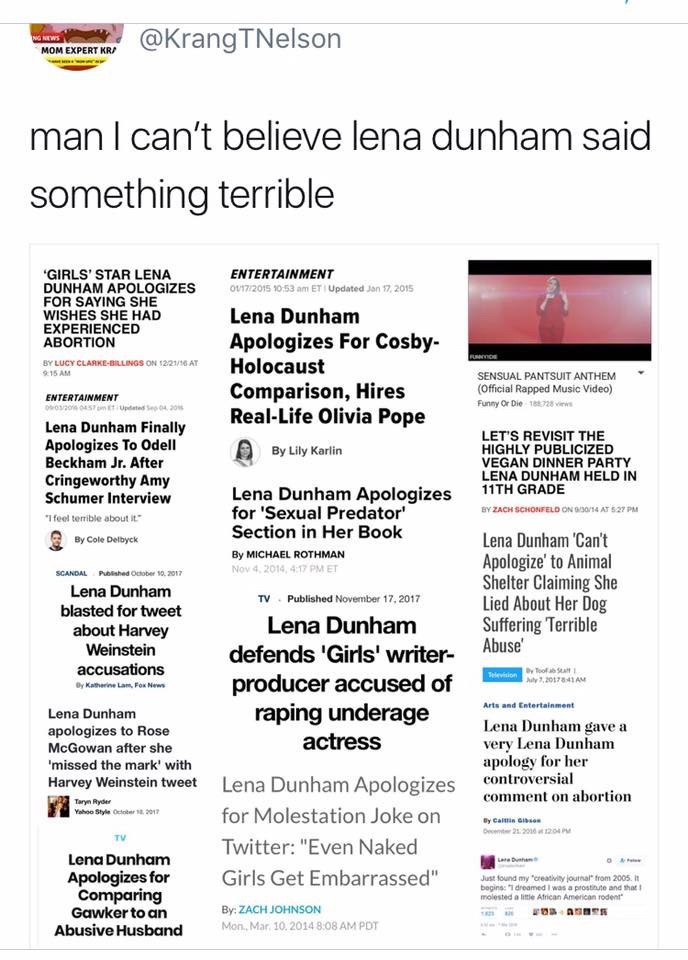 NG NEWS
MOM EXPERT KRA
@KrangTNelson
man I can't believe lena dunham said
something terrible
'GIRLS' STAR LENA
DUNHAM APOLOGIZES
FOR SAYING SHE
WISHES SHE HAD
EXPERIENCED
ABORTION
BY LUCY CLARKE-BILLINGS ON 12/21/16 AT
9:15 AM
ENTERTAINMENT
09/03/2016 04:57 pm ET | Updated Sep 04, 2016
Lena Dunham Finally
Apologizes To Odell
Beckham Jr. After
Cringeworthy Amy
Schumer Interview
"I feel terrible about it."
By Cole Delbyck
SCANDAL . Published October 10, 2017
Lena Dunham
blasted for tweet
about Harvey
Weinstein
accusations
By Katherine Lam, Fox News
Lena Dunham
apologizes to Rose
McGowan after she
'missed the mark' with
Harvey Weinstein tweet
Taryn Ryder
Yahoo Style October 10, 2017
TV
Lena Dunham
Apologizes for
Comparing
Gawker to an
Abusive Husband
ENTERTAINMENT
01/17/2015 10:53 am ET | Updated Jan 17, 2015
Lena Dunham
Apologizes For Cosby-
Holocaust
Comparison, Hires
Real-Life Olivia Pope
By Lily Karlin
Lena Dunham Apologizes
for 'Sexual Predator'
Section in Her Book
By MICHAEL ROTHMAN
Nov 4, 2014, 4:17 PM ET
TV . Published November 17, 2017
Lena Dunham
defends 'Girls' writer-
producer accused of
raping underage
actress
Lena Dunham Apologizes
for Molestation Joke on
Twitter: "Even Naked
Girls Get Embarrassed"
By: ZACH JOHNSON
Mon., Mar. 10, 2014 8:08 AM PDT
FUNNYORDIE
SENSUAL PANTSUIT ANTHEM
(Official Rapped Music Video)
Funny Or Die · 188,728 views
LET'S REVISIT THE
HIGHLY PUBLICIZED
VEGAN DINNER PARTY
LENA DUNHAM HELD IN
11TH GRADE
BY ZACH SCHONFELD ON 9/30/14 AT 5:27 PM
Lena Dunham 'Can't
Apologize' to Animal
Shelter Claiming She
Lied About Her Dog
Suffering 'Terrible
Abuse'
Television
By TooFab Staff |
July 7, 2017 8:41 AM
Arts and Entertainment
Lena Dunham gave a
very Lena Dunham
apology for her
controversial
comment on abortion
By Caitlin Gibson
December 21, 2016 at 12:04 PM
Lena Dunham
Follow
Just found my "creativity journal" from 2005. It
begins: "I dreamed I was a prostitute and that I
molested a little African American rodent"